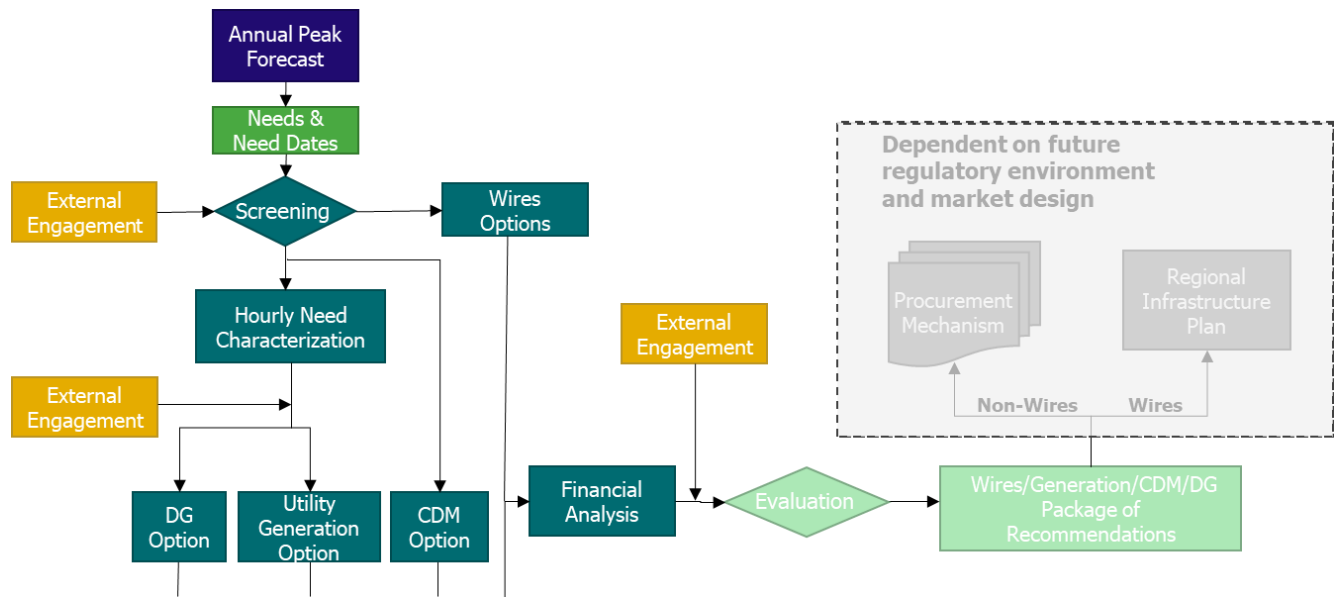 Annual Peak
Forecast
Needs &
Need Dates
External
Engagement
Screening
Wires
Options
Hourly Need
Characterization
External
Engagement
DG
Option
Utility
Generation
Option
CDM
Option
Financial
Analysis
External
Engagement
Evaluation
Wires/Generation/CDM/DG
Package of
Recommendations
Dependent on future
regulatory environment
and market design
Procurement
Mechanism
Regional
Infrastructure
Plan
Non-Wires
Wires